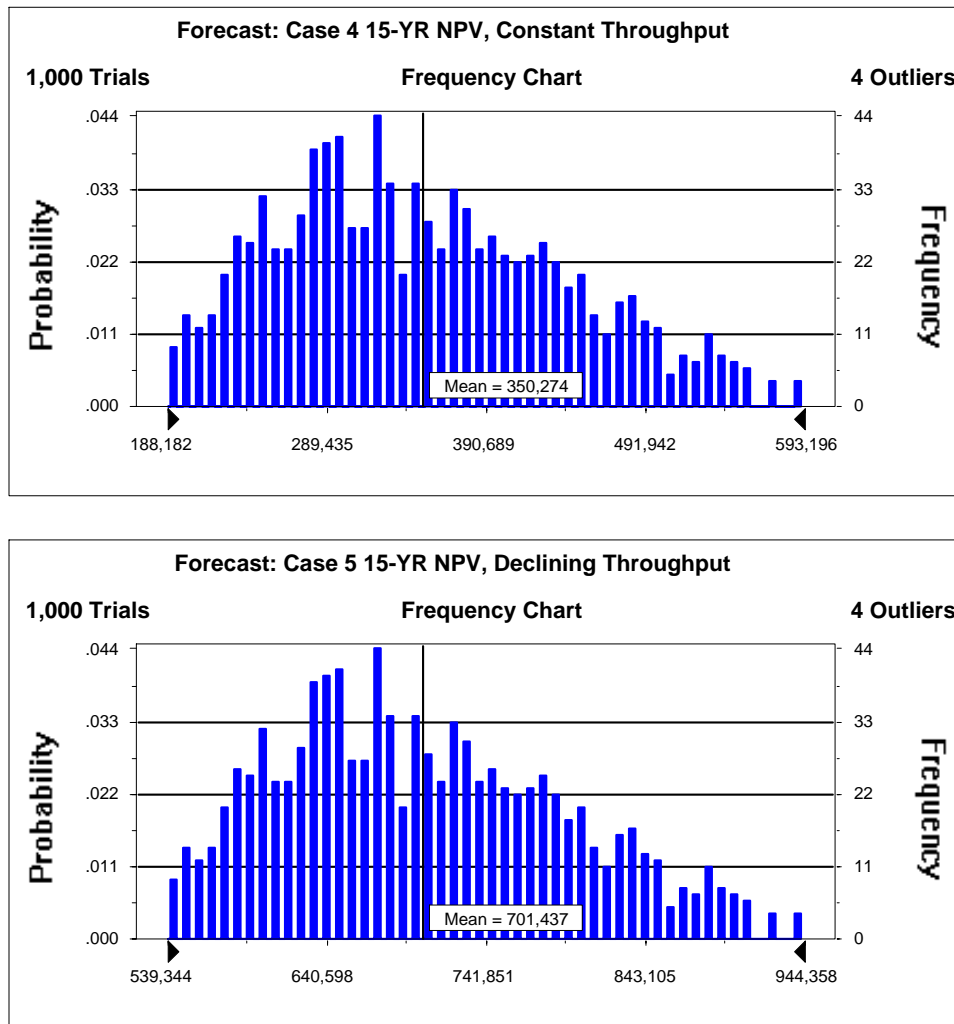 Forecast: Case 4 15-YR NPV, Constant Throughput
1,000 Trials Frequency Chart 4 Outliers
.044 44
.033 33
.022 22
.011 11
.000 0
Probability
Frequency
Mean = 350,274
188,182 289,435 390,689 491,942 593,196
Forecast: Case 5 15-YR NPV, Declining Throughput
1,000 Trials Frequency Chart 4 Outliers
.044 44
.033 33
.022 22
.011 11
.000 0
Probability
Frequency
Mean = 701,437
539,344 640,598 741,851 843,105 944,358